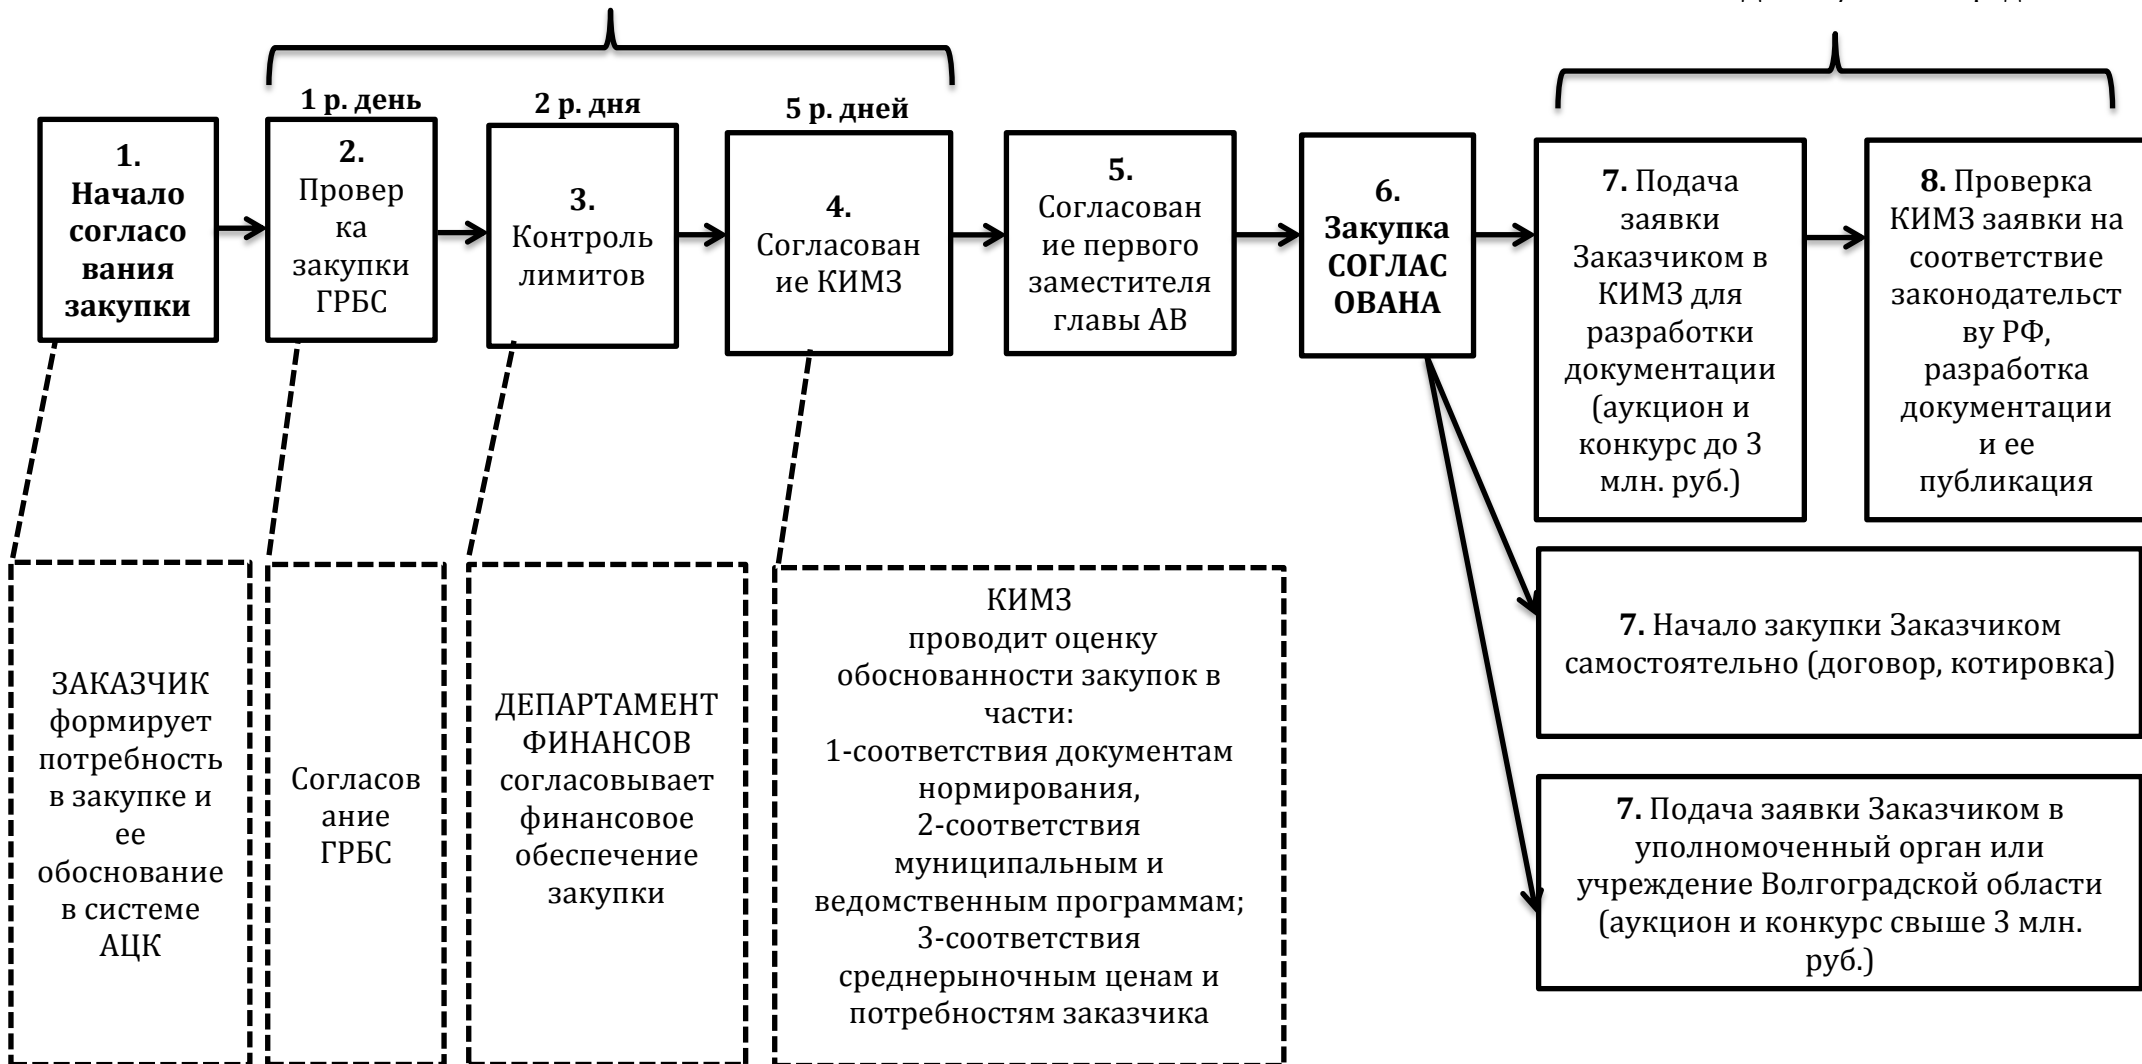 1 р. день
2 р. дня
5 р. дней
1.
Начало
согласо
вания
закупки
2.
Провер
ка
закупки
ГРБС
3.
Контроль
лимитов
4.
Согласован
ие КИМЗ
5.
Согласован
ие первого
заместителя
главы АВ
6.
Закупка
СОГЛАС
ОВАНА
7. Подача
заявки
Заказчиком в
КИМЗ для
разработки
документации
(аукцион и
конкурс до 3
млн. руб.)
8. Проверка
КИМЗ заявки на
соответствие
законодательст
ву РФ,
разработка
документации
и ее
публикация
ЗАКАЗЧИК
формирует
потребность
в закупке и
ее
обоснование
в системе
АЦК
Согласов
ание
ГРБС
ДЕПАРТАМЕНТ
ФИНАНСОВ
согласовывает
финансовое
обеспечение
закупки
КИМЗ
проводит оценку
обоснованности закупок в
части:
1-соответствия документам
нормирования,
2-соответствия
муниципальным и
ведомственным программам;
3-соответствия
среднерыночным ценам и
потребностям заказчика
7. Начало закупки Заказчиком
самостоятельно (договор, котировка)
7. Подача заявки Заказчиком в
уполномоченный орган или
учреждение Волгоградской области
(аукцион и конкурс свыше 3 млн.
руб.)